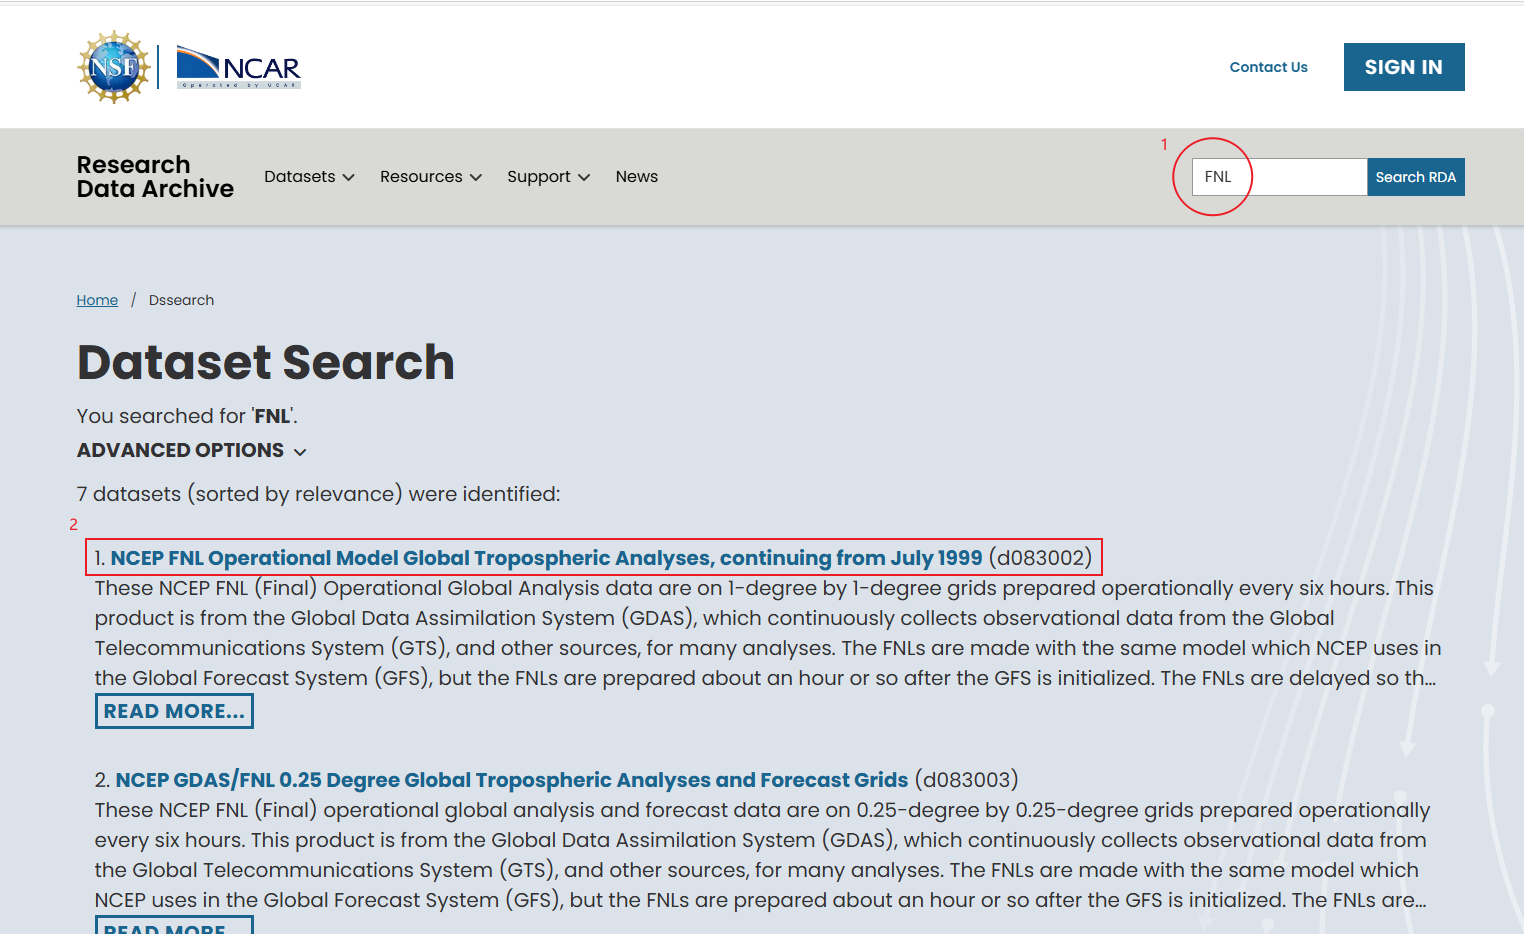 NSF
NCAR
Operated by UCAR
Contact Us
SIGN IN
Research
Data Archive
Datasets
Resources
Support
News
1
FNL
Search RDA
Home / Dssearch
Dataset Search
You searched for 'FNL'.
ADVANCED OPTIONS
7 datasets (sorted by relevance) were identified:
2
1. NCEP FNL Operational Model Global Tropospheric Analyses, continuing from July 1999 (d083002)
These NCEP FNL (Final) Operational Global Analysis data are on 1-degree by 1-degree grids prepared operationally every six hours. This
product is from the Global Data Assimilation System (GDAS), which continuously collects observational data from the Global
Telecommunications System (GTS), and other sources, for many analyses. The FNLs are made with the same model which NCEP uses in
the Global Forecast System (GFS), but the FNLs are prepared about an hour or so after the GFS is initialized. The FNLs are delayed so th...
READ MORE...
2. NCEP GDAS/FNL 0.25 Degree Global Tropospheric Analyses and Forecast Grids (d083003)
These NCEP FNL (Final) operational global analysis and forecast data are on 0.25-degree by 0.25-degree grids prepared operationally
every six hours. This product is from the Global Data Assimilation System (GDAS), which continuously collects observational data from
the Global Telecommunications System (GTS), and other sources, for many analyses. The FNLs are made with the same model which
NCEP uses in the Global Forecast System (GFS), but the FNLs are prepared about an hour or so after the GFS is initialized. The FNLs are...
READ MORE...